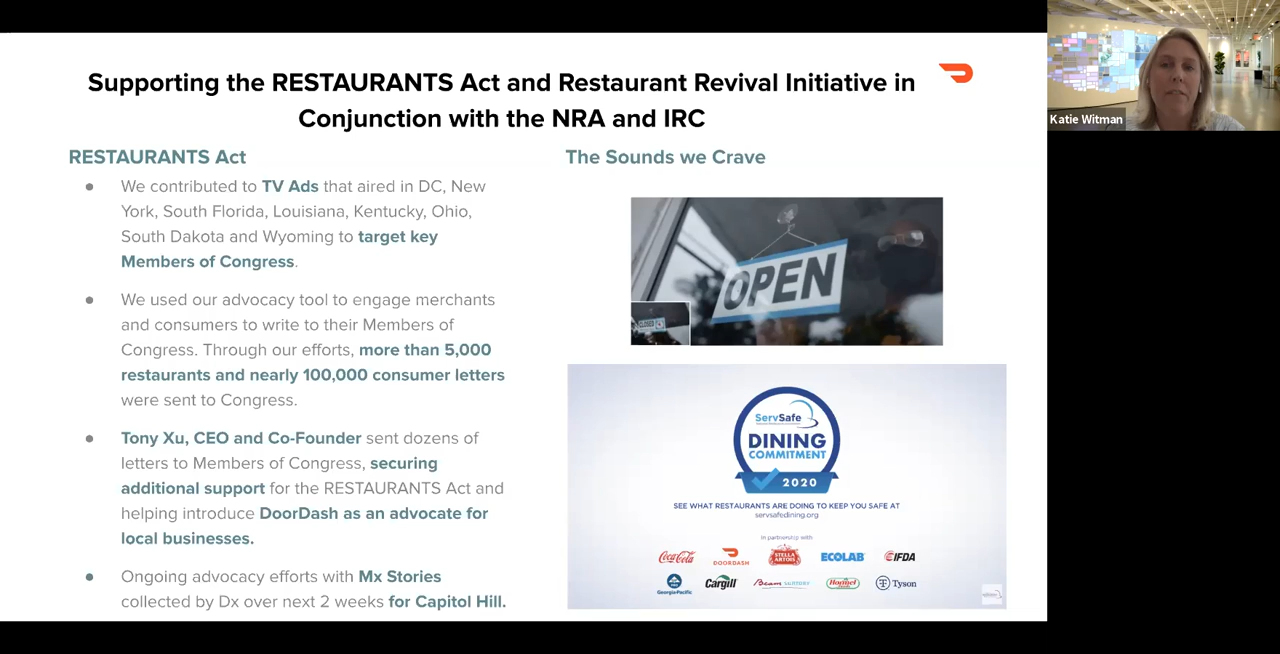 Supporting the RESTAURANTS Act and Restaurant Revival Initiative in
Conjunction with the NRA and IRC
RESTAURANTS Act
● We contributed to TV Ads that aired in DC, New
York, South Florida, Louisiana, Kentucky, Ohio,
South Dakota and Wyoming to target key
Members of Congress.
● We used our advocacy tool to engage merchants
and consumers to write to their Members of
Congress. Through our efforts, more than 5,000
restaurants and nearly 100,000 consumer letters
were sent to Congress.
● Tony Xu, CEO and Co-Founder sent dozens of
letters to Members of Congress, securing
additional support for the RESTAURANTS Act and
helping introduce DoorDash as an advocate for
local businesses.
● Ongoing advocacy efforts with Mx Stories
collected by Dx over next 2 weeks for Capitol Hill.
The Sounds we Crave
OPEN
ServSafe
DINING
COMMITMENT
2020
SEE WHAT RESTAURANTS ARE DOING TO KEEP YOU SAFE AT
servsafedining.org
In partnership with
Coca-Cola
DOORDASH
STELLA ARTOIS
ECOLAB
IFDA
Georgia-Pacific
Cargill
Beam SUNTORY
Hormel
Tyson
Katie Witman